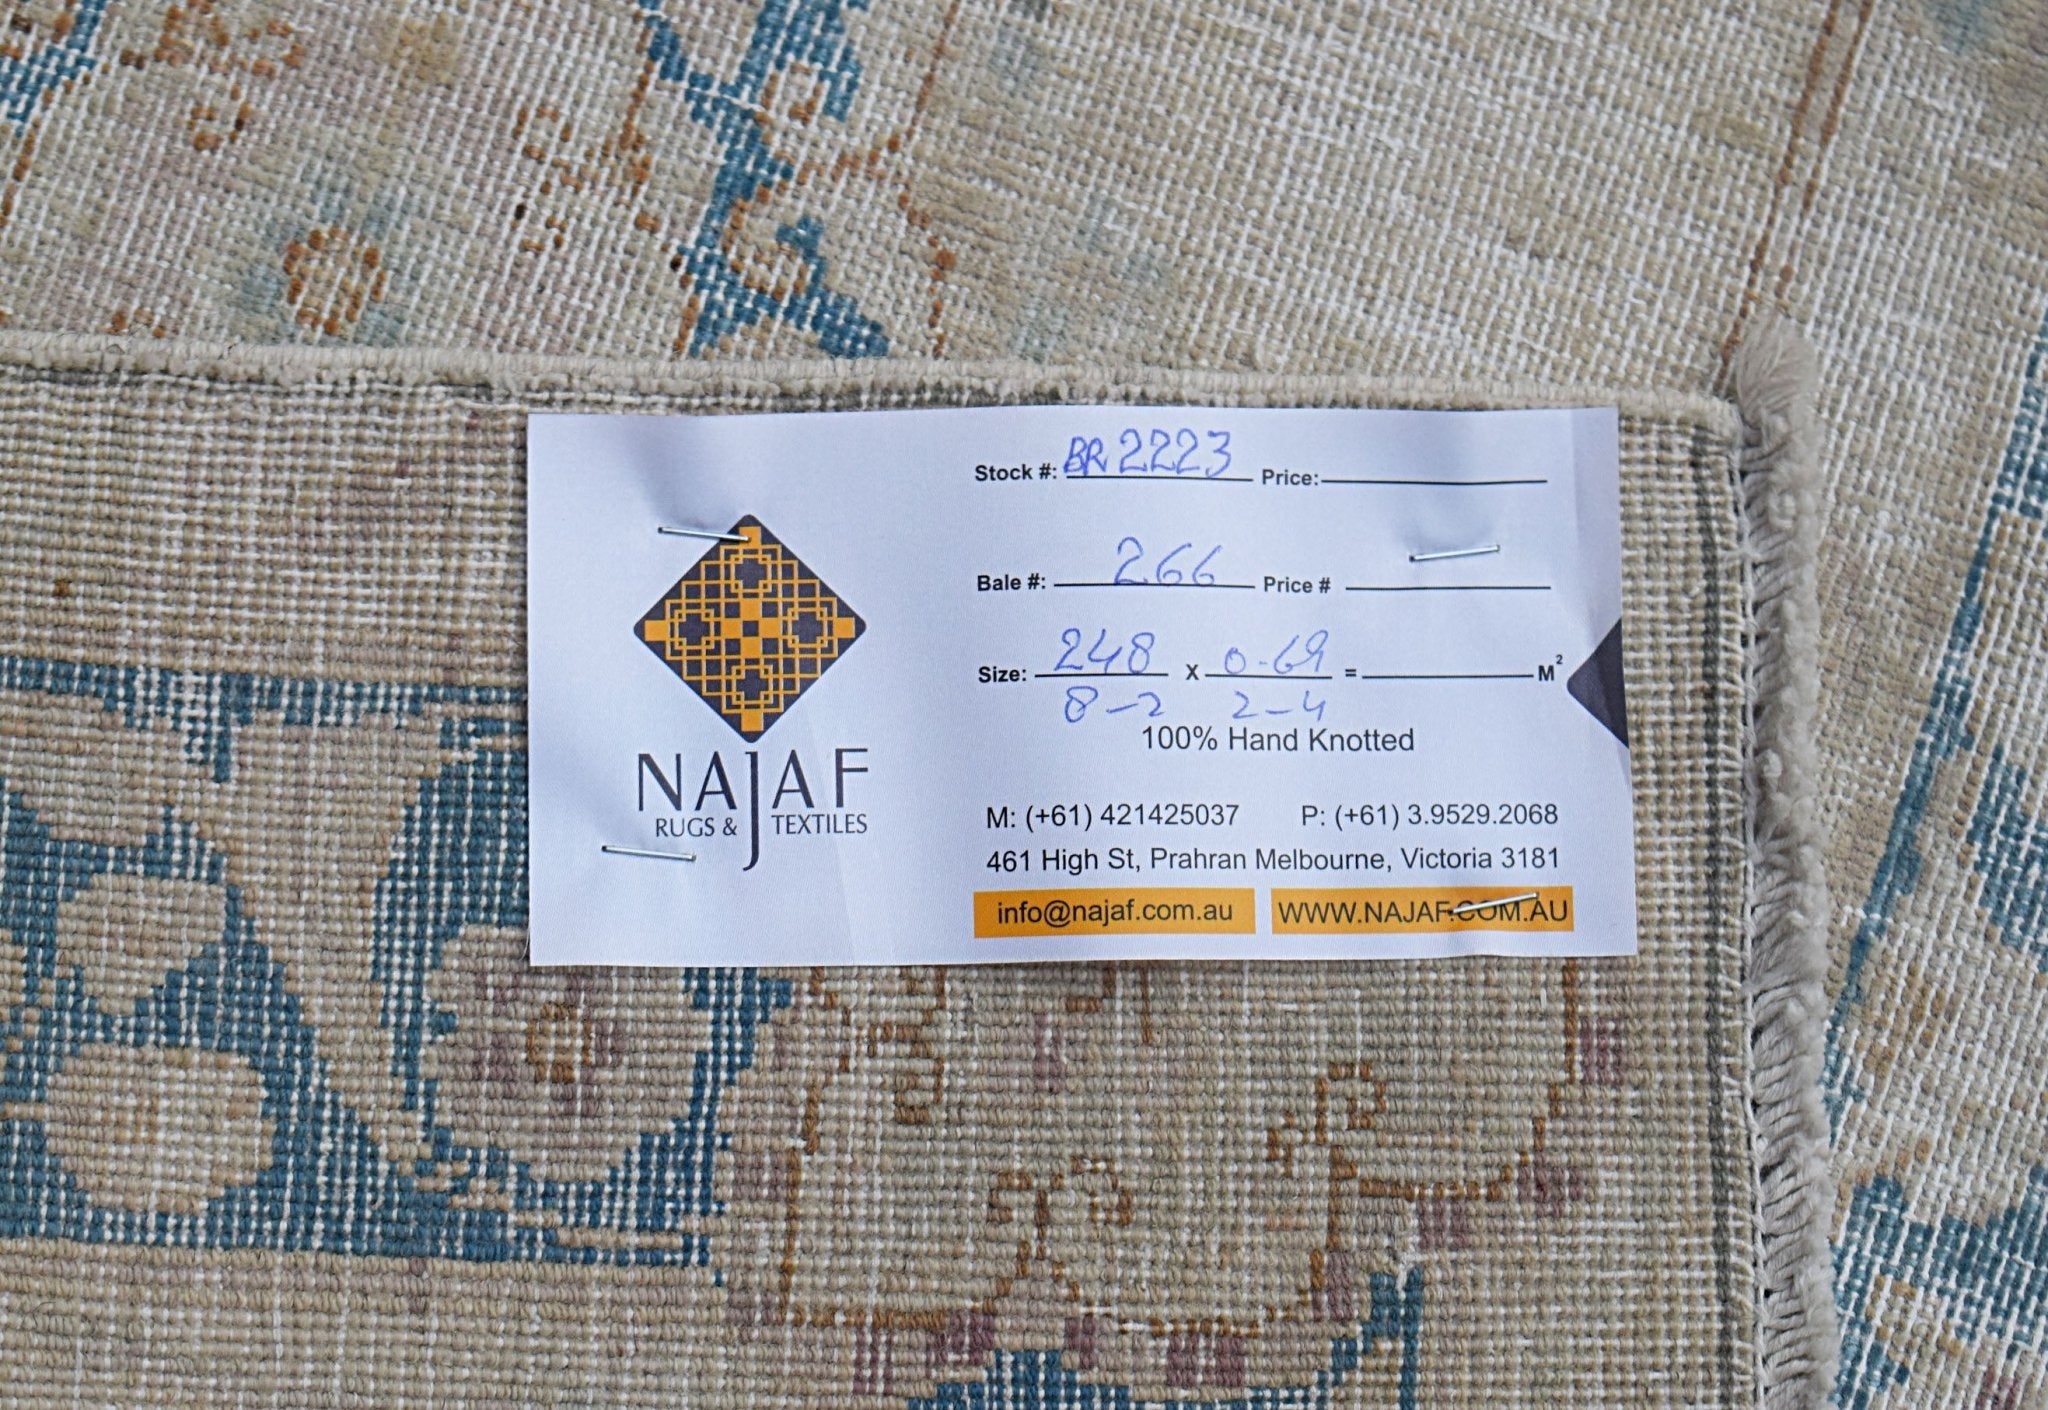 NAJAF
RUGS & TEXTILES
Stock #: BR 2223 Price:
Bale #: 266 Price #
Size: 248 X 0.69 = M²
8-2 2-4
100% Hand Knotted
M: (+61) 421425037 P: (+61) 3.9529.2068
461 High St, Prahran Melbourne, Victoria 3181
info@najaf.com.au WWW.NAJAF.COM.AU